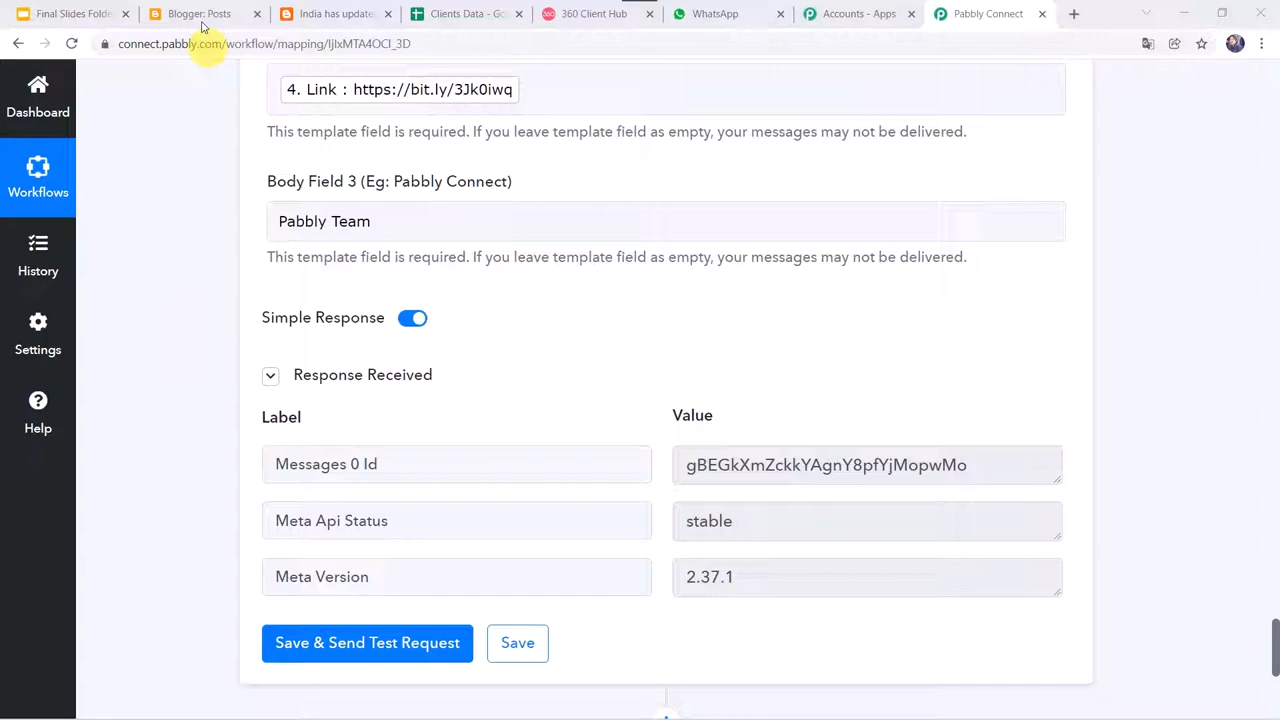 Final Slides Folde
Blogger: Posts
India has update
Clients Data - Go
360 Client Hub
WhatsApp
Accounts - Apps
Pabbly Connect
connect.pabbly.com/workflow/mapping/IjIxMTA4OCI_3D
Dashboard
Workflows
History
Settings
Help
4. Link : https://bit.ly/3Jk0iwq
This template field is required. If you leave template field as empty, your messages may not be delivered.
Body Field 3 (Eg: Pabbly Connect)
Pabbly Team
This template field is required. If you leave template field as empty, your messages may not be delivered.
Simple Response
Response Received
Label
Value
Messages 0 Id
gBEGkXmZckkYAgnY8pfYjMopwMo
Meta Api Status
stable
Meta Version
2.37.1
Save & Send Test Request
Save